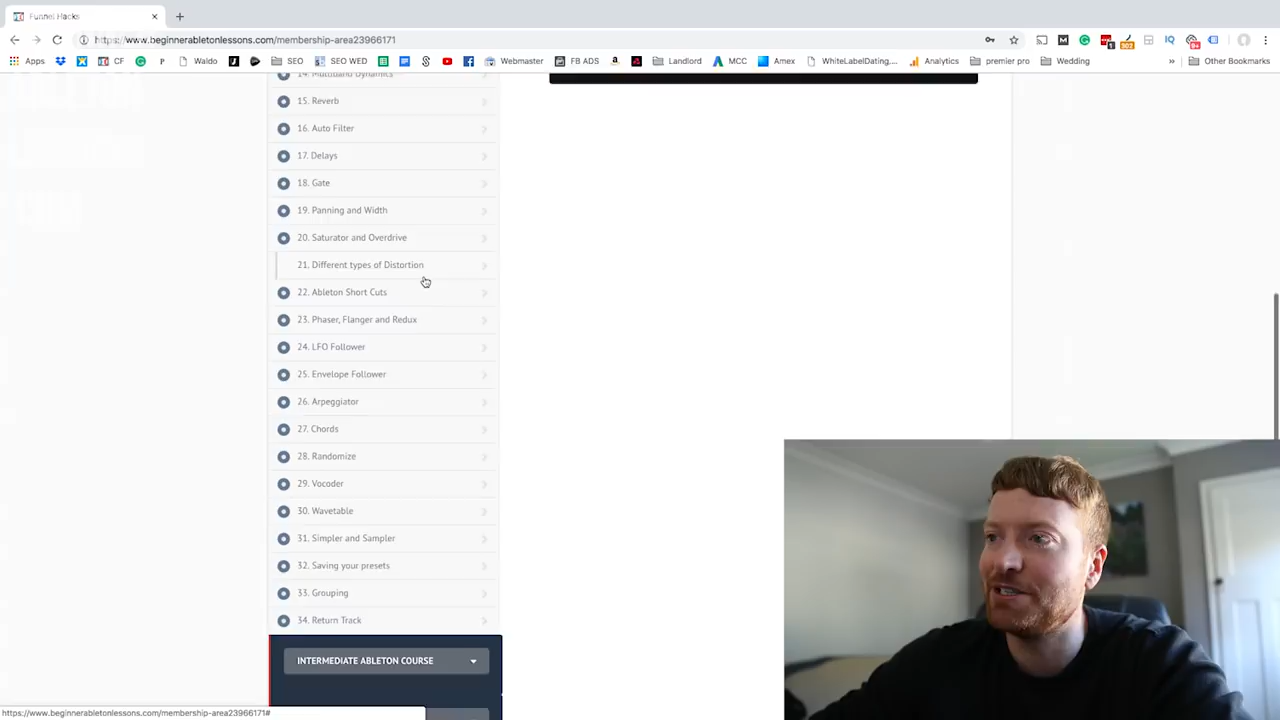 Funnel Hacks
https://www.beginnerabletonlessons.com/membership-area23966171
Apps
CF
Waldo
SEO
SEO WED
Webmaster
FB ADS
Landlord
MCC
Amex
WhiteLabelDating,...
Analytics
premier pro
Wedding
Other Bookmarks
14. Multiband Dynamics
15. Reverb
16. Auto Filter
17. Delays
18. Gate
19. Panning and Width
20. Saturator and Overdrive
21. Different types of Distortion
22. Ableton Short Cuts
23. Phaser, Flanger and Redux
24. LFO Follower
25. Envelope Follower
26. Arpeggiator
27. Chords
28. Randomize
29. Vocoder
30. Wavetable
31. Simpler and Sampler
32. Saving your presets
33. Grouping
34. Return Track
INTERMEDIATE ABLETON COURSE
https://www.beginnerabletonlessons.com/membership-area23966171#